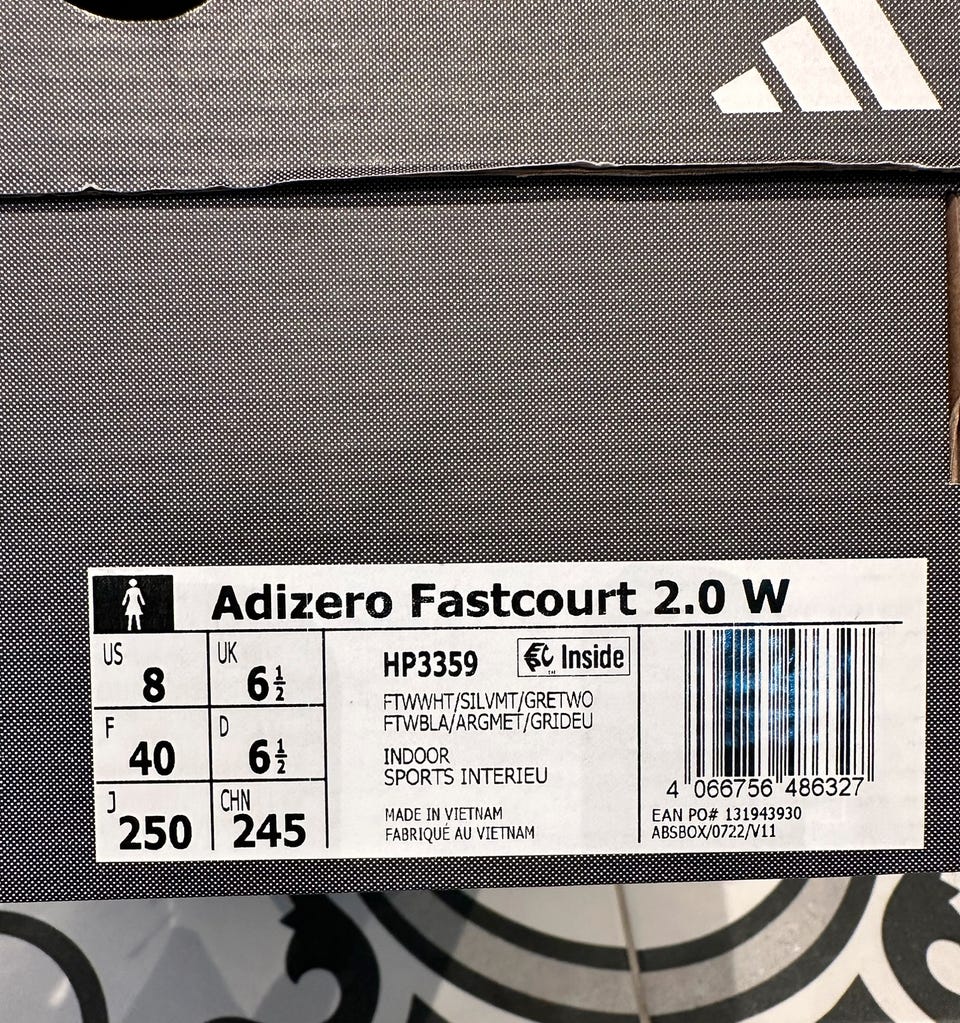 Adizero Fastcourt 2.0 W
US
8
UK
6½
F
40
D
6½
J
250
CHN
245
HP3359
Inside
FTWWHT/SILVMT/GRETWO
FTWBLA/ARGMET/GRIDEU
INDOOR
SPORTS INTERIEU
MADE IN VIETNAM
FABRIQUÉ AU VIETNAM
4 066756 486327
EAN PO# 131943930
ABSBOX/0722/V11